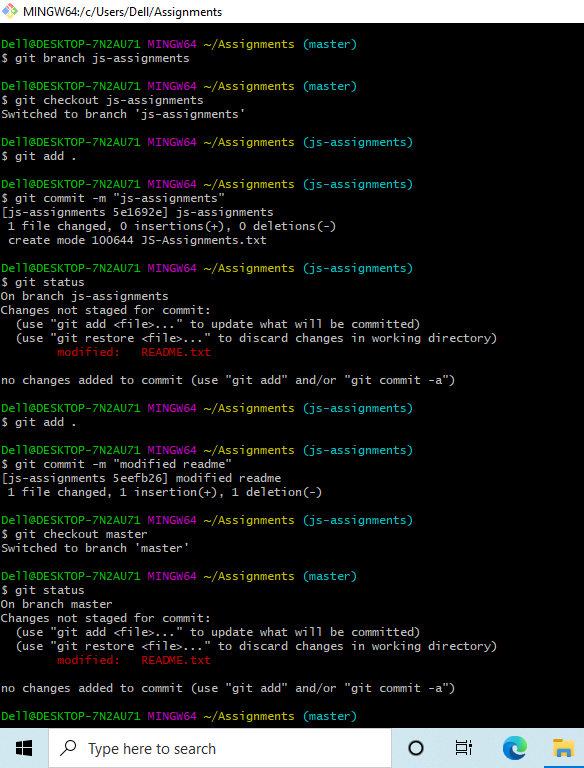 MINGW64:/c/Users/Dell/Assignments
Dell@DESKTOP-7N2AU71 MINGW64 ~/Assignments (master)
$ git branch js-assignments
Dell@DESKTOP-7N2AU71 MINGW64 ~/Assignments (master)
$ git checkout js-assignments
Switched to branch 'js-assignments'
Dell@DESKTOP-7N2AU71 MINGW64 ~/Assignments (js-assignments)
$ git add .
Dell@DESKTOP-7N2AU71 MINGW64 ~/Assignments (js-assignments)
$ git commit -m "js-assignments"
[js-assignments 5e1692e] js-assignments
 1 file changed, 0 insertions(+), 0 deletions(-)
 create mode 100644 JS-Assignments.txt
Dell@DESKTOP-7N2AU71 MINGW64 ~/Assignments (js-assignments)
$ git status
On branch js-assignments
Changes not staged for commit:
  (use "git add <file>..." to update what will be committed)
  (use "git restore <file>..." to discard changes in working directory)
        modified:   README.txt
no changes added to commit (use "git add" and/or "git commit -a")
Dell@DESKTOP-7N2AU71 MINGW64 ~/Assignments (js-assignments)
$ git add .
Dell@DESKTOP-7N2AU71 MINGW64 ~/Assignments (js-assignments)
$ git commit -m "modified readme"
[js-assignments 5eefb26] modified readme
 1 file changed, 1 insertion(+), 1 deletion(-)
Dell@DESKTOP-7N2AU71 MINGW64 ~/Assignments (js-assignments)
$ git checkout master
Switched to branch 'master'
Dell@DESKTOP-7N2AU71 MINGW64 ~/Assignments (master)
$ git status
On branch master
Changes not staged for commit:
  (use "git add <file>..." to update what will be committed)
  (use "git restore <file>..." to discard changes in working directory)
        modified:   README.txt
no changes added to commit (use "git add" and/or "git commit -a")
Dell@DESKTOP-7N2AU71 MINGW64 ~/Assignments (master)
Type here to search